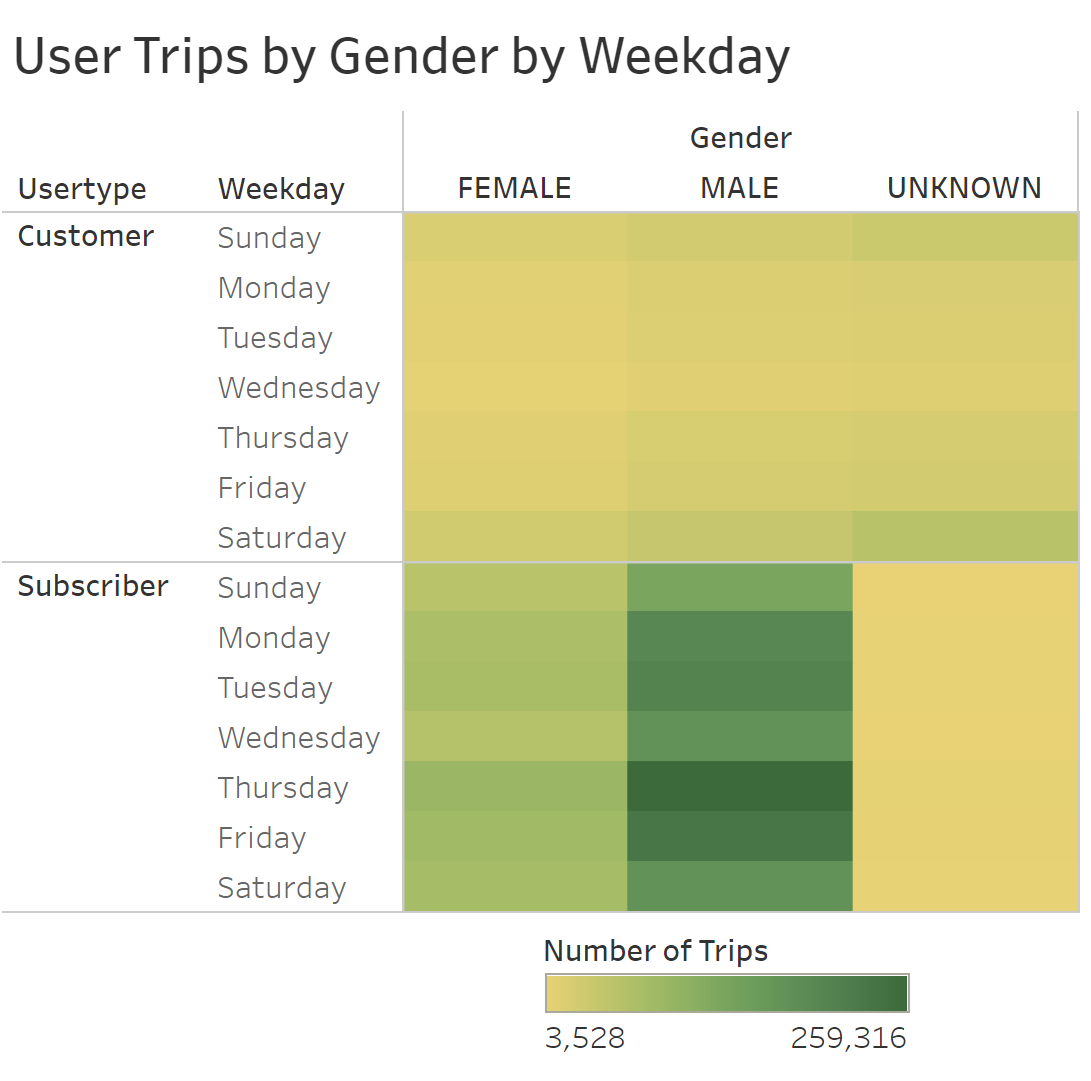 User Trips by Gender by Weekday
Gender
Usertype Weekday FEMALE MALE UNKNOWN
Customer Sunday
Monday
Tuesday
Wednesday
Thursday
Friday
Saturday
Subscriber Sunday
Monday
Tuesday
Wednesday
Thursday
Friday
Saturday
Number of Trips
3,528 259,316